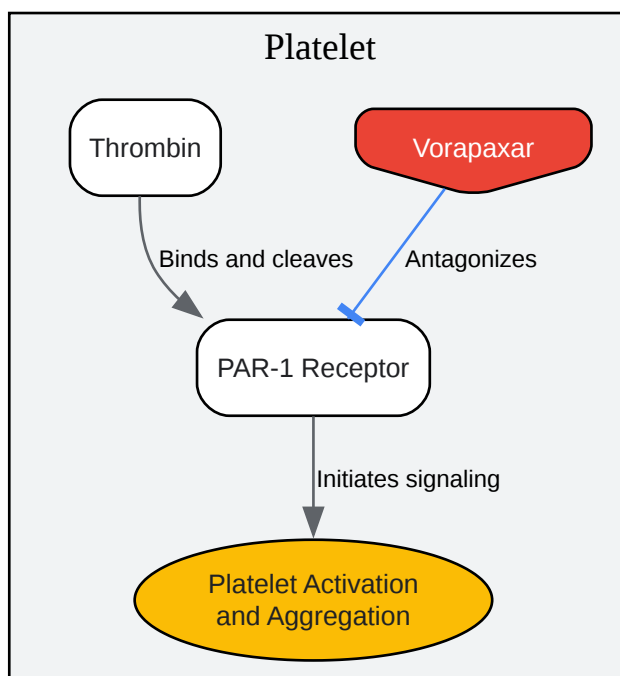 Platelet
Thrombin
Vorapaxar
Binds and cleaves
Antagonizes
PAR-1 Receptor
Initiates signaling
Platelet Activation
and Aggregation